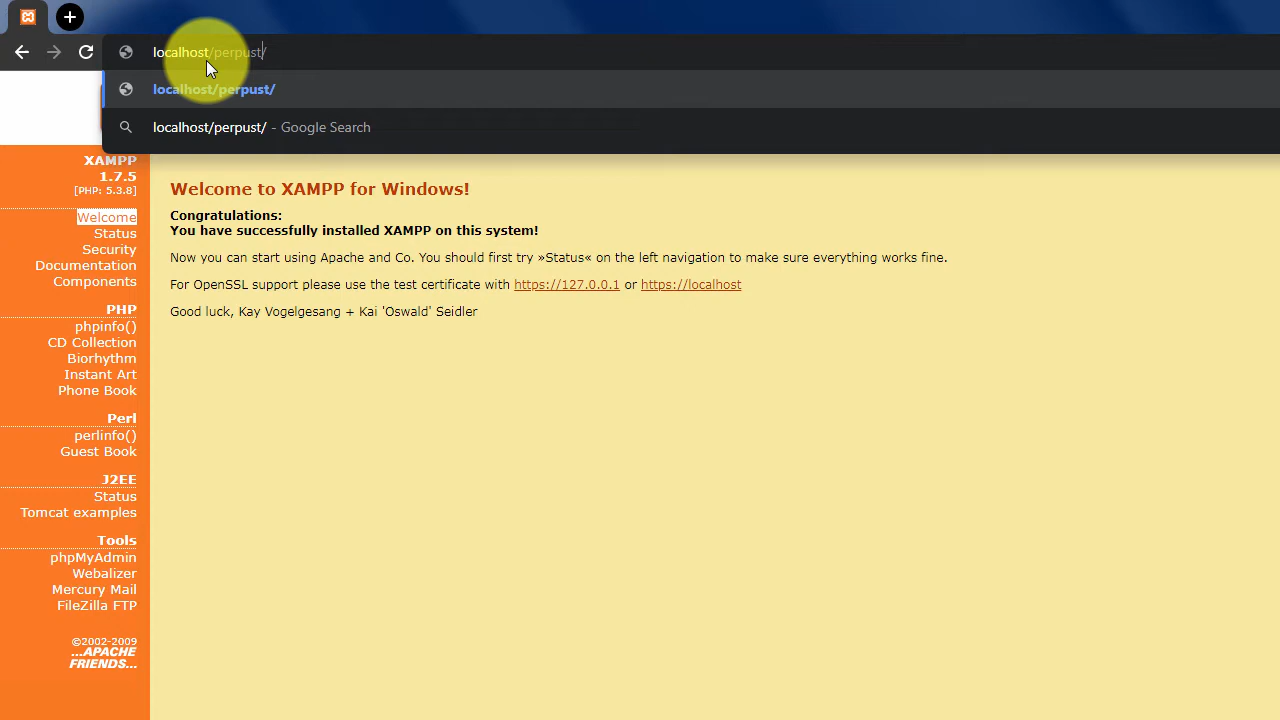 localhost/perpust/
localhost/perpust/
localhost/perpust/ - Google Search
XAMPP
1.7.5
[PHP: 5.3.8]
Welcome
Status
Security
Documentation
Components
PHP
phpinfo()
CD Collection
Biorhythm
Instant Art
Phone Book
Perl
perlinfo()
Guest Book
J2EE
Status
Tomcat examples
Tools
phpMyAdmin
Webalizer
Mercury Mail
FileZilla FTP
©2002-2009
...APACHE
FRIENDS...
Welcome to XAMPP for Windows!
Congratulations:
You have successfully installed XAMPP on this system!
Now you can start using Apache and Co. You should first try »Status« on the left navigation to make sure everything works fine.
For OpenSSL support please use the test certificate with https://127.0.0.1 or https://localhost
Good luck, Kay Vogelgesang + Kai 'Oswald' Seidler